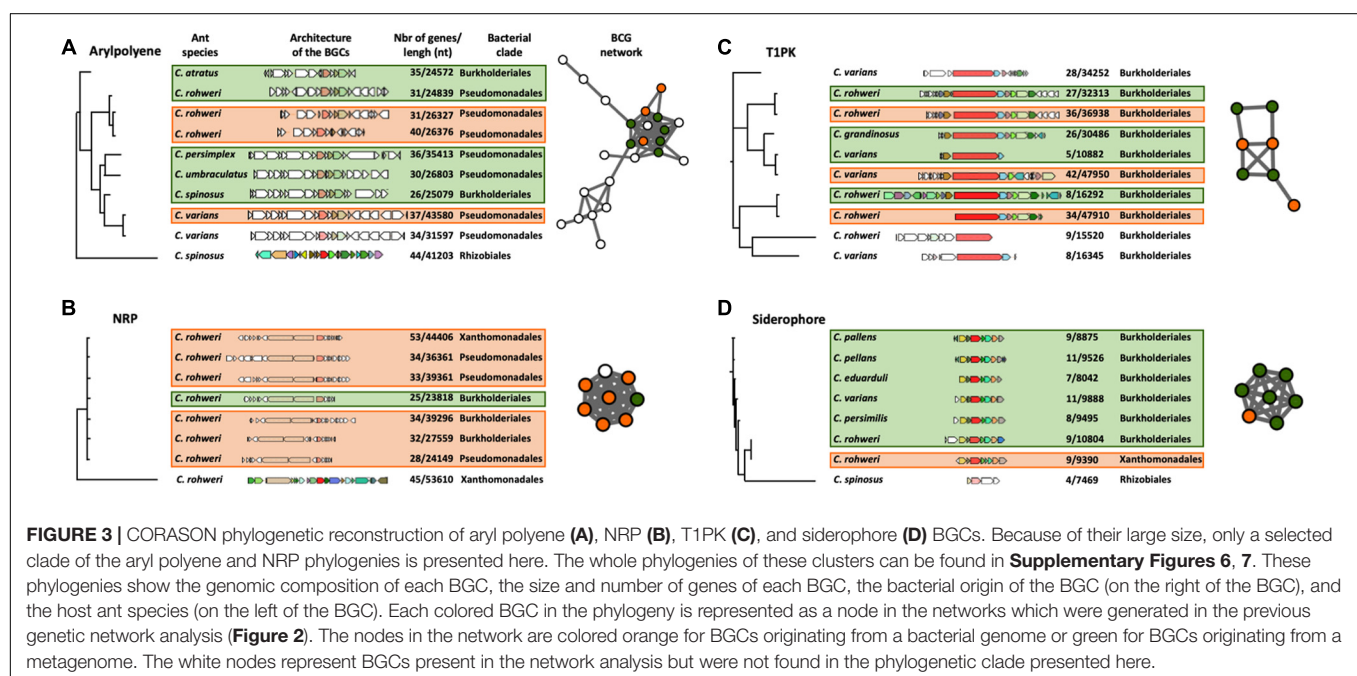 A Arylpolyene
Ant species
Architecture of the BGCs
Nbr of genes/ lengh (nt)
Bacterial clade
BCG network
C. atratus 35/24572 Burkholderiales
C. rohweri 31/24839 Pseudomonadales
C. rohweri 31/26327 Pseudomonadales
C. rohweri 40/26376 Pseudomonadales
C. persimplex 36/35413 Pseudomonadales
C. umbraculatus 30/26803 Pseudomonadales
C. spinosus 26/25079 Burkholderiales
C. varians 37/43580 Pseudomonadales
C. varians 34/31597 Pseudomonadales
C. spinosus 44/41203 Rhizobiales
B NRP
C. rohweri 53/44406 Xanthomonadales
C. rohweri 34/36361 Pseudomonadales
C. rohweri 33/39361 Pseudomonadales
C. rohweri 25/23818 Burkholderiales
C. rohweri 34/39296 Burkholderiales
C. rohweri 32/27559 Burkholderiales
C. rohweri 28/24149 Pseudomonadales
C. rohweri 45/53610 Xanthomonadales
C T1PK
C. varians 28/34252 Burkholderiales
C. rohweri 27/32313 Burkholderiales
C. rohweri 36/36938 Burkholderiales
C. grandinosus 26/30486 Burkholderiales
C. varians 5/10882 Burkholderiales
C. varians 42/47950 Burkholderiales
C. rohweri 8/16292 Burkholderiales
C. rohweri 34/47910 Burkholderiales
C. rohweri 9/15520 Burkholderiales
C. varians 8/16345 Burkholderiales
D Siderophore
C. pallens 9/8875 Burkholderiales
C. pellans 11/9526 Burkholderiales
C. eduarduli 7/8042 Burkholderiales
C. varians 11/9888 Burkholderiales
C. persimilis 8/9495 Burkholderiales
C. rohweri 9/10804 Burkholderiales
C. rohweri 9/9390 Xanthomonadales
C. spinosus 4/7469 Rhizobiales
FIGURE 3 | CORASON phylogenetic reconstruction of aryl polyene (A), NRP (B), T1PK (C), and siderophore (D) BGCs. Because of their large size, only a selected
clade of the aryl polyene and NRP phylogenies is presented here. The whole phylogenies of these clusters can be found in Supplementary Figures 6, 7. These
phylogenies show the genomic composition of each BGC, the size and number of genes of each BGC, the bacterial origin of the BGC (on the right of the BGC), and
the host ant species (on the left of the BGC). Each colored BGC in the phylogeny is represented as a node in the networks which were generated in the previous
genetic network analysis (Figure 2). The nodes in the network are colored orange for BGCs originating from a bacterial genome or green for BGCs originating from a
metagenome. The white nodes represent BGCs present in the network analysis but were not found in the phylogenetic clade presented here.